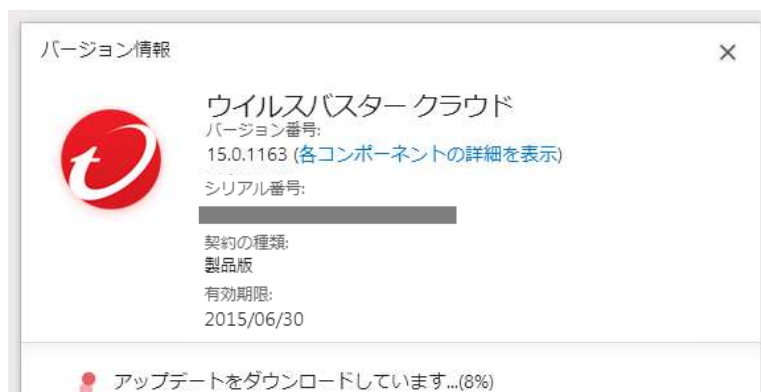 バージョン情報
ウイルスバスター クラウド
バージョン番号:
15.0.1163 (各コンポーネントの詳細を表示)
シリアル番号:
契約の種類:
製品版
有効期限:
2015/06/30
アップデートをダウンロードしています...(8%)